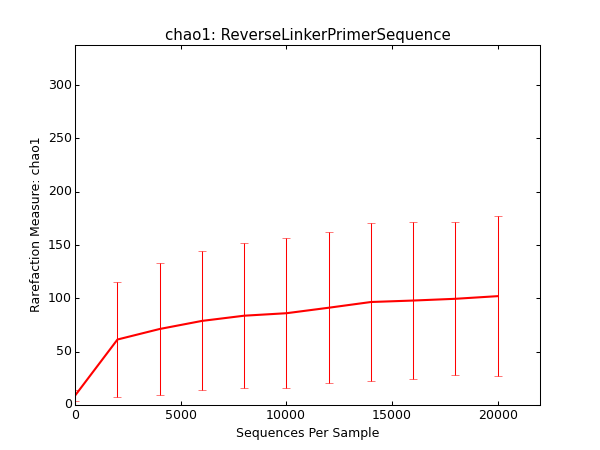 chao1: ReverseLinkerPrimerSequence
Rarefaction Measure: chao1
300
250
200
150
100
50
0
0 5000 10000 15000 20000
Sequences Per Sample